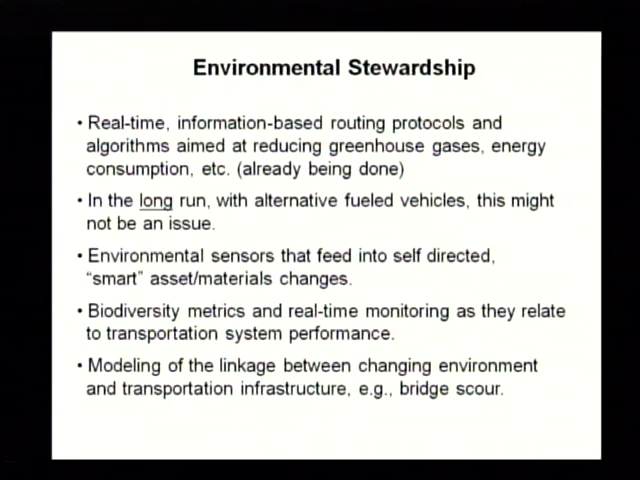 Environmental Stewardship
• Real-time, information-based routing protocols and
algorithms aimed at reducing greenhouse gases, energy
consumption, etc. (already being done)
• In the long run, with alternative fueled vehicles, this might
not be an issue.
• Environmental sensors that feed into self directed,
“smart” asset/materials changes.
• Biodiversity metrics and real-time monitoring as they relate
to transportation system performance.
• Modeling of the linkage between changing environment
and transportation infrastructure, e.g., bridge scour.